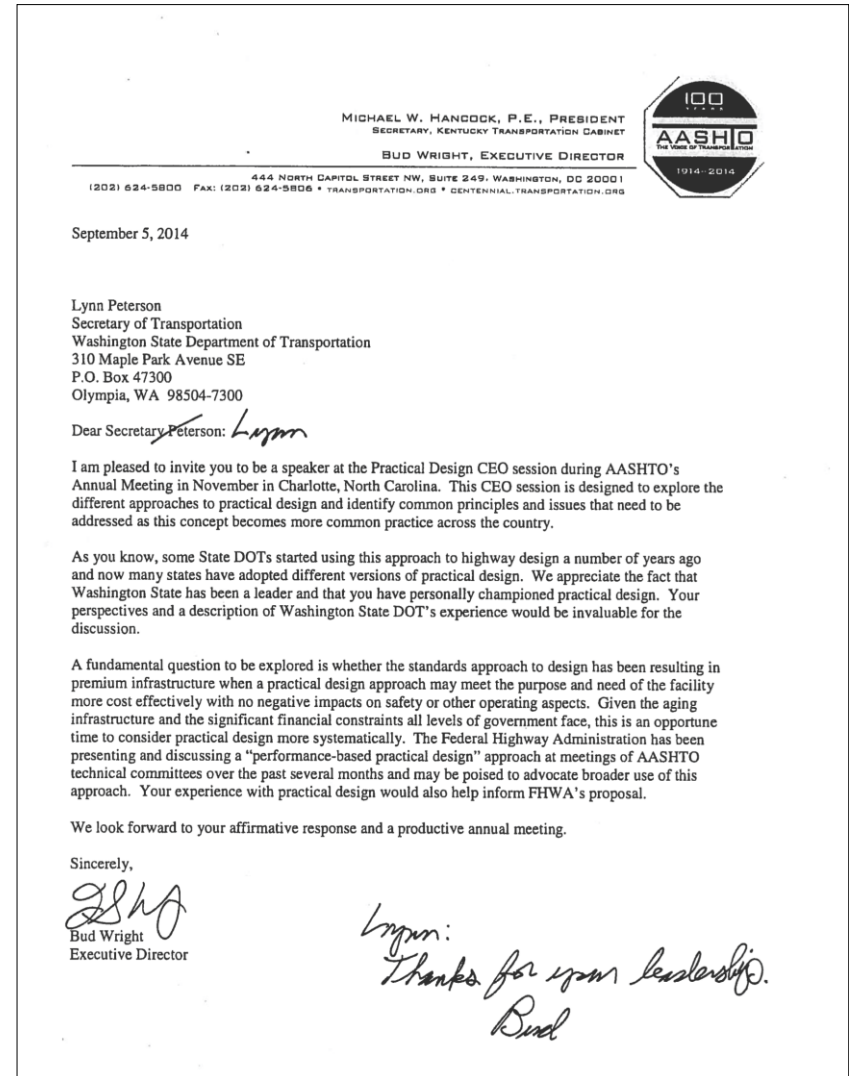 MICHAEL W. HANCOCK, P.E., PRESIDENT
SECRETARY, KENTUCKY TRANSPORTATION CABINET
BUD WRIGHT, EXECUTIVE DIRECTOR
444 NORTH CAPITOL STREET NW, SUITE 249, WASHINGTON, DC 20001
(202) 624-5800 FAX: (202) 624-5806 • TRANSPORTATION.ORG • CENTENNIAL.TRANSPORTATION.ORG
100
YEARS
AASHTO
THE VOICE OF TRANSPORTATION
1914–2014
September 5, 2014
Lynn Peterson
Secretary of Transportation
Washington State Department of Transportation
310 Maple Park Avenue SE
P.O. Box 47300
Olympia, WA 98504-7300
Dear Secretary Peterson: Lynn
I am pleased to invite you to be a speaker at the Practical Design CEO session during AASHTO's
Annual Meeting in November in Charlotte, North Carolina. This CEO session is designed to explore the
different approaches to practical design and identify common principles and issues that need to be
addressed as this concept becomes more common practice across the country.
As you know, some State DOTs started using this approach to highway design a number of years ago
and now many states have adopted different versions of practical design. We appreciate the fact that
Washington State has been a leader and that you have personally championed practical design. Your
perspectives and a description of Washington State DOT's experience would be invaluable for the
discussion.
A fundamental question to be explored is whether the standards approach to design has been resulting in
premium infrastructure when a practical design approach may meet the purpose and need of the facility
more cost effectively with no negative impacts on safety or other operating aspects. Given the aging
infrastructure and the significant financial constraints all levels of government face, this is an opportune
time to consider practical design more systematically. The Federal Highway Administration has been
presenting and discussing a "performance-based practical design" approach at meetings of AASHTO
technical committees over the past several months and may be poised to advocate broader use of this
approach. Your experience with practical design would also help inform FHWA's proposal.
We look forward to your affirmative response and a productive annual meeting.
Sincerely,
Bud Wright
Executive Director
Lynn:
Thanks for your leadership.
Bud